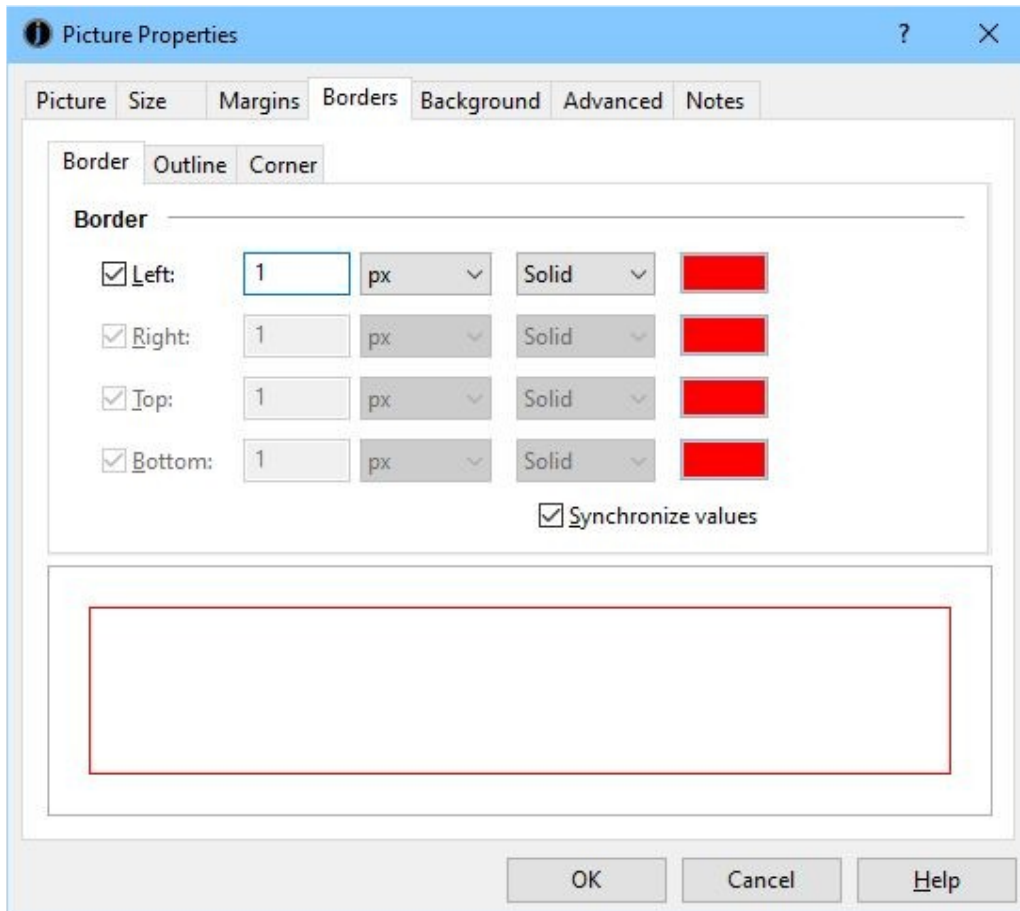 Picture Properties ?
Picture Size Margins Borders Background Advanced Notes
Border Outline Corner
Border
Left: 1 px Solid
Right: 1 px Solid
Top: 1 px Solid
Bottom: 1 px Solid
Synchronize values
OK Cancel Help